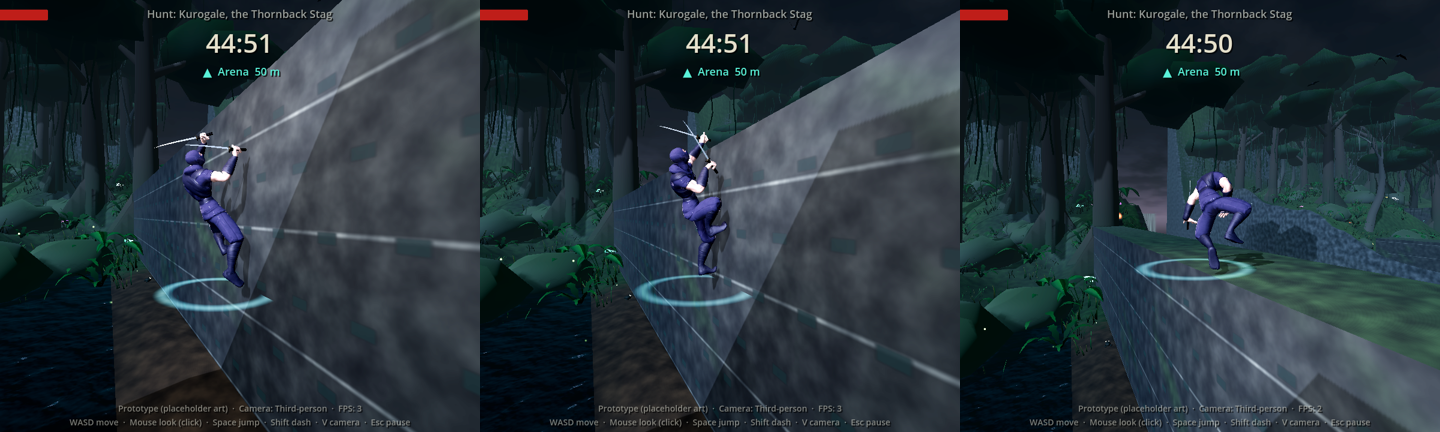 Hunt: Kurogale, the Thornback Stag
44:51
▲ Arena 50 m
Prototype (placeholder art) · Camera: Third-person · FPS: 3
WASD move · Mouse look (click) · Space jump · Shift dash · V camera · Esc pause
Hunt: Kurogale, the Thornback Stag
44:51
▲ Arena 50 m
Prototype (placeholder art) · Camera: Third-person · FPS: 3
WASD move · Mouse look (click) · Space jump · Shift dash · V camera · Esc pause
Hunt: Kurogale, the Thornback Stag
44:50
▲ Arena 50 m
Prototype (placeholder art) · Camera: Third-person · FPS: 2
WASD move · Mouse look (click) · Space jump · Shift dash · V camera · Esc pause